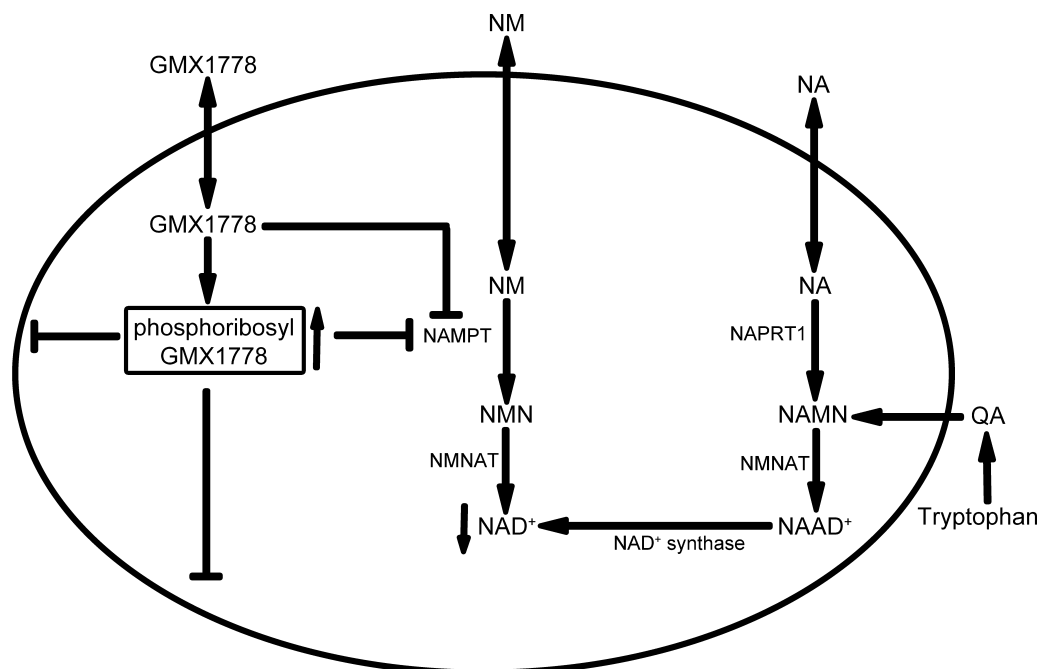 NM
GMX1778
NA
GMX1778
NM
NA
phosphoribosyl
GMX1778
NAMPT
NAPRT1
NMN
NAMN
QA
NMNAT
NMNAT
NAD⁺
NAD⁺ synthase
NAAD⁺
Tryptophan